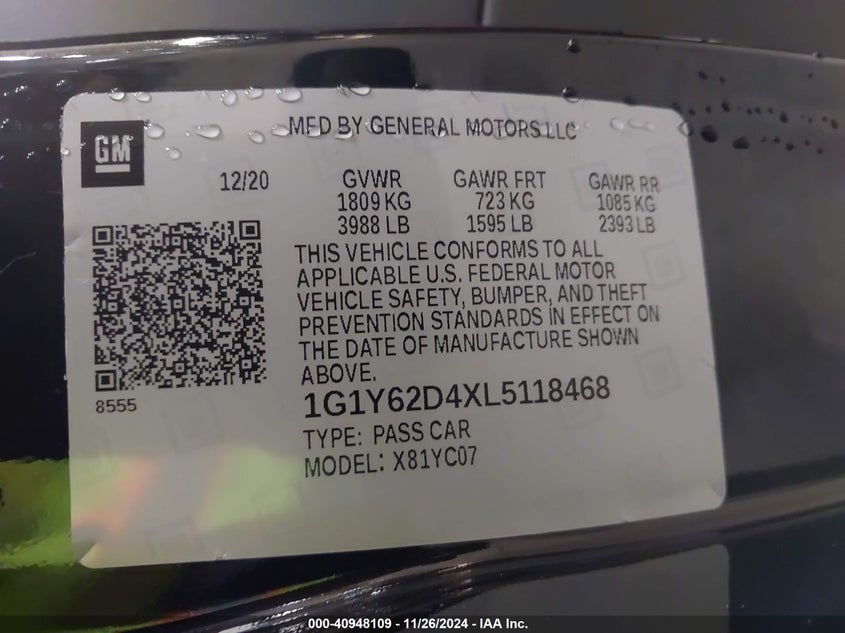 GM
MFD BY GENERAL MOTORS LLC
12/20
GVWR
1809 KG
3988 LB
GAWR FRT
723 KG
1595 LB
GAWR RR
1085 KG
2393 LB
THIS VEHICLE CONFORMS TO ALL
APPLICABLE U.S. FEDERAL MOTOR
VEHICLE SAFETY, BUMPER, AND THEFT
PREVENTION STANDARDS IN EFFECT ON
THE DATE OF MANUFACTURE SHOWN
ABOVE.
8555
1G1Y62D4XL5118468
TYPE: PASS CAR
MODEL: X81YC07
000-40948109 - 11/26/2024 - IAA Inc.